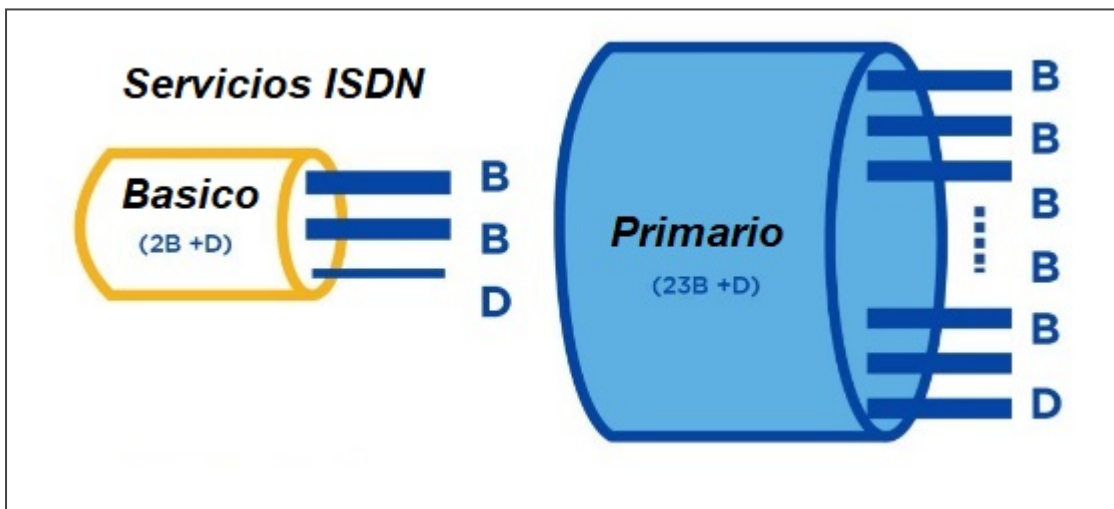 Servicios ISDN
Basico
(2B +D)
B
B
D
Primario
(23B +D)
B
B
B
B
B
D